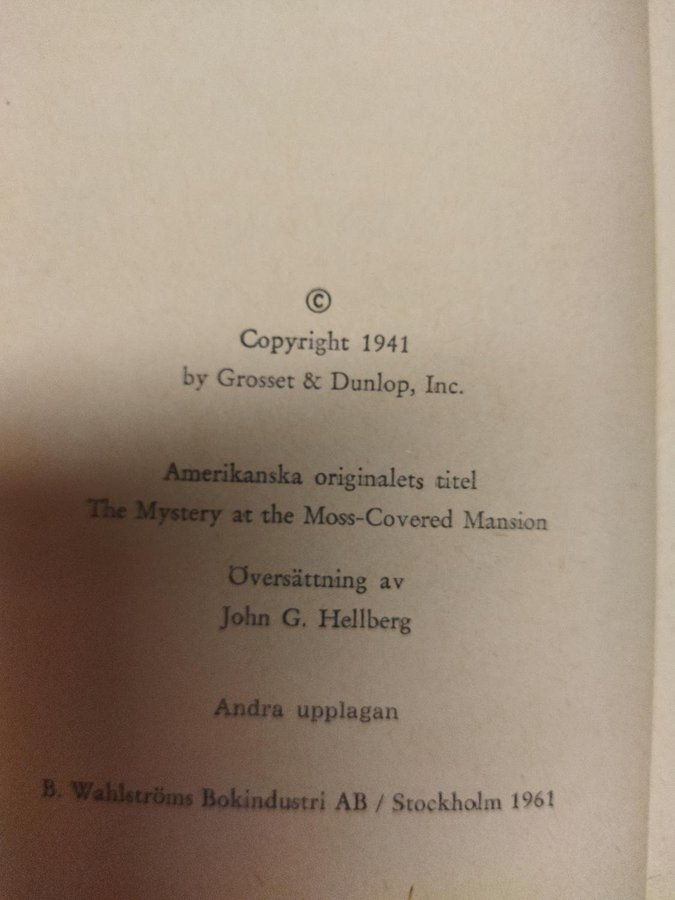 ©
Copyright 1941
by Grosset & Dunlop, Inc.
Amerikanska originalets titel
The Mystery at the Moss-Covered Mansion
Översättning av
John G. Hellberg
Andra upplagan
B. Wahlströms Bokindustri AB / Stockholm 1961